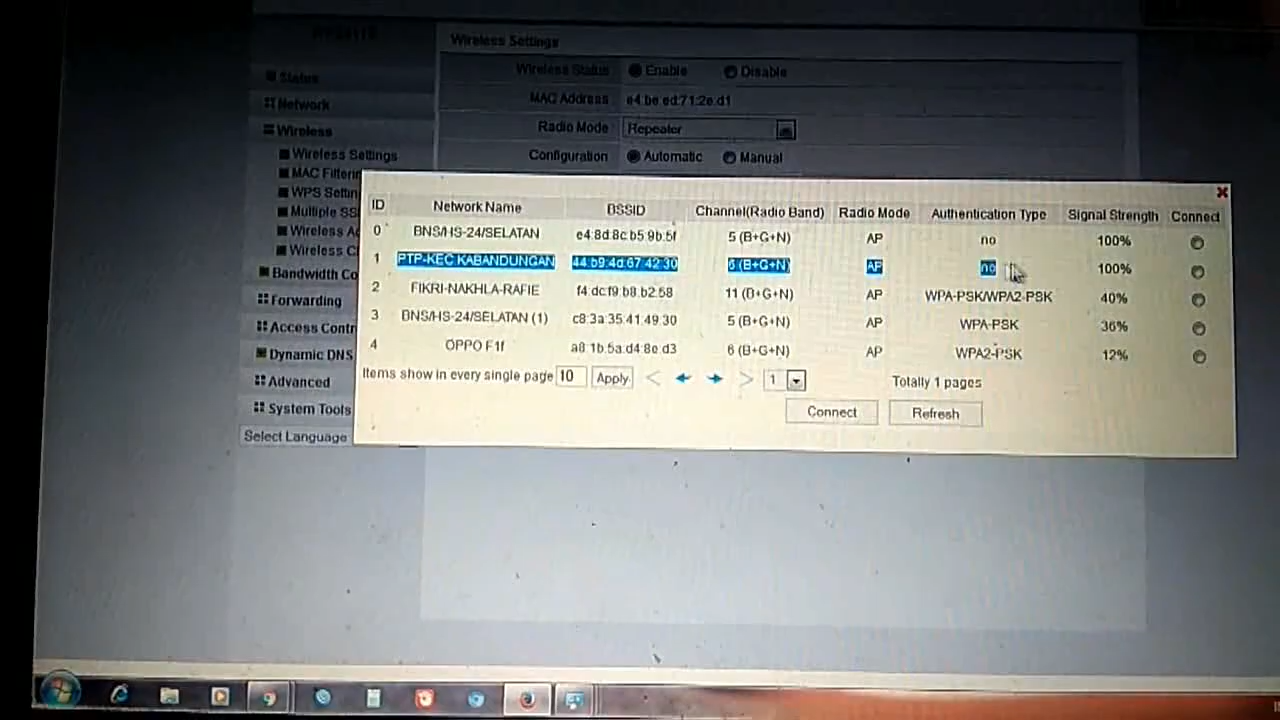 Wireless Settings
Status
Wireless Status
Enable
Disable
Network
MAC Address
e4:be:ed:71:2e:d1
Wireless
Radio Mode
Repeater
Wireless Settings
Configuration
Automatic
Manual
MAC Filterin
WPS Settin
Multiple SS
Wireless Ac
Wireless Cl
Bandwidth Co
Forwarding
Access Contr
Dynamic DNS
Advanced
System Tools
Select Language
ID Network Name BSSID Channel(Radio Band) Radio Mode Authentication Type Signal Strength Connect
0 BNS/HS-24/SELATAN e4:8d:8c:b5:9b:5f 5 (B+G+N) AP no 100%
1 PTP-KEC KABANDUNGAN 44:b9:4d:67:42:30 6 (B+G+N) AP no 100%
2 FIKRI-NAKHLA-RAFIE f4:dc:f9:b8:b2:58 11 (B+G+N) AP WPA-PSK/WPA2-PSK 40%
3 BNS/HS-24/SELATAN (1) c8:3a:35:41:49:30 5 (B+G+N) AP WPA-PSK 36%
4 OPPO F1f a8:1b:5a:d4:8e:d3 6 (B+G+N) AP WPA2-PSK 12%
Items show in every single page 10 Apply 1 Totally 1 pages
Connect Refresh